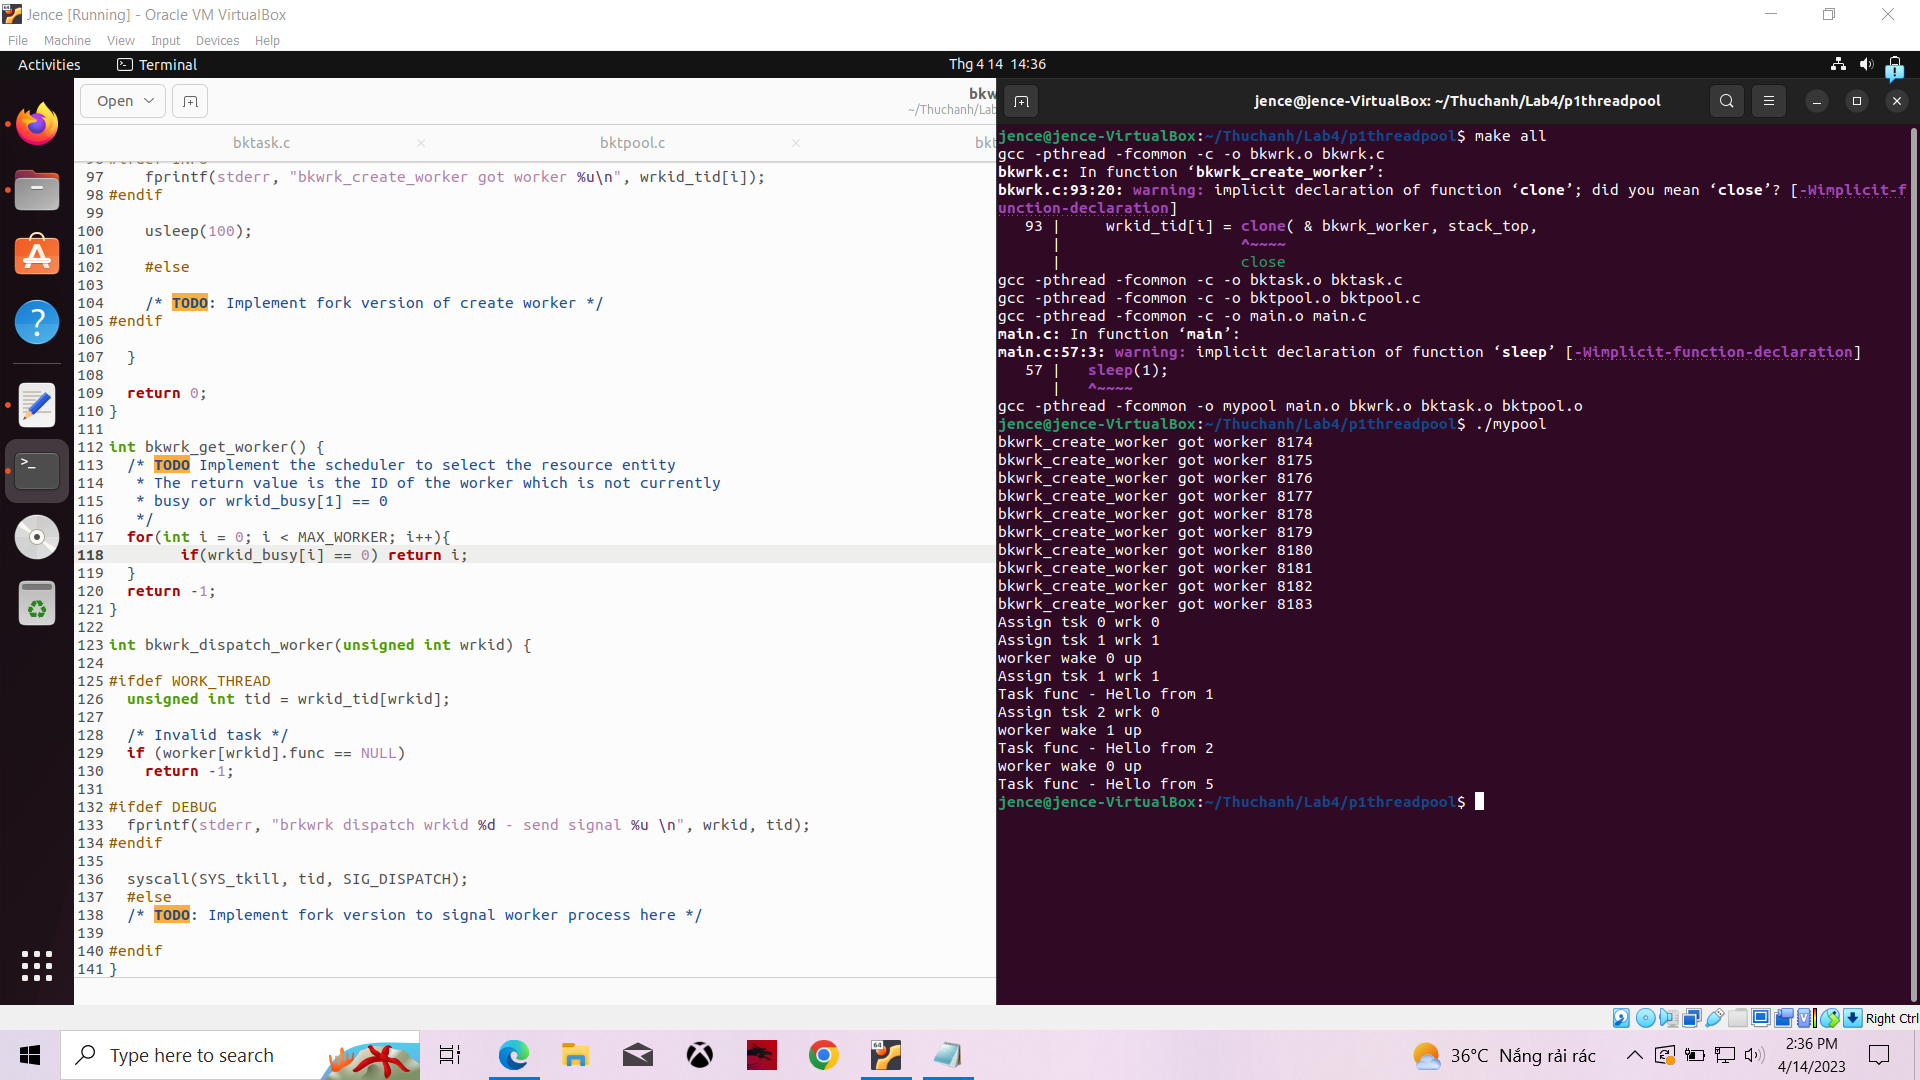 Jence [Running] - Oracle VM VirtualBox
File Machine View Input Devices Help
Activities
Terminal
Thg 4 14 14:36
Open
bkw
~/Thuchanh/Lab
bktask.c
bktpool.c
bkt
97 fprintf(stderr, "bkwrk_create_worker got worker %u\n", wrkid_tid[i]);
98 #endif
99
100 usleep(100);
101
102 #else
103
104 /* TODO: Implement fork version of create worker */
105 #endif
106
107 }
108
109 return 0;
110 }
111
112 int bkwrk_get_worker() {
113 /* TODO Implement the scheduler to select the resource entity
114 * The return value is the ID of the worker which is not currently
115 * busy or wrkid_busy[1] == 0
116 */
117 for(int i = 0; i < MAX_WORKER; i++){
118 if(wrkid_busy[i] == 0) return i;
119 }
120 return -1;
121 }
122
123 int bkwrk_dispatch_worker(unsigned int wrkid) {
124
125 #ifdef WORK_THREAD
126 unsigned int tid = wrkid_tid[wrkid];
127
128 /* Invalid task */
129 if (worker[wrkid].func == NULL)
130 return -1;
131
132 #ifdef DEBUG
133 fprintf(stderr, "brkwrk dispatch wrkid %d - send signal %u \n", wrkid, tid);
134 #endif
135
136 syscall(SYS_tkill, tid, SIG_DISPATCH);
137 #else
138 /* TODO: Implement fork version to signal worker process here */
139
140 #endif
141 }
jence@jence-VirtualBox: ~/Thuchanh/Lab4/p1threadpool
jence@jence-VirtualBox:~/Thuchanh/Lab4/p1threadpool$ make all
gcc -pthread -fcommon -c -o bkwrk.o bkwrk.c
bkwrk.c: In function ‘bkwrk_create_worker’:
bkwrk.c:93:20: warning: implicit declaration of function ‘clone’; did you mean ‘close’? [-Wimplicit-f
unction-declaration]
93 | wrkid_tid[i] = clone( & bkwrk_worker, stack_top,
| ^~~~~
| close
gcc -pthread -fcommon -c -o bktask.o bktask.c
gcc -pthread -fcommon -c -o bktpool.o bktpool.c
gcc -pthread -fcommon -c -o main.o main.c
main.c: In function ‘main’:
main.c:57:3: warning: implicit declaration of function ‘sleep’ [-Wimplicit-function-declaration]
57 | sleep(1);
| ^~~~~
gcc -pthread -fcommon -o mypool main.o bkwrk.o bktask.o bktpool.o
jence@jence-VirtualBox:~/Thuchanh/Lab4/p1threadpool$ ./mypool
bkwrk_create_worker got worker 8174
bkwrk_create_worker got worker 8175
bkwrk_create_worker got worker 8176
bkwrk_create_worker got worker 8177
bkwrk_create_worker got worker 8178
bkwrk_create_worker got worker 8179
bkwrk_create_worker got worker 8180
bkwrk_create_worker got worker 8181
bkwrk_create_worker got worker 8182
bkwrk_create_worker got worker 8183
Assign tsk 0 wrk 0
Assign tsk 1 wrk 1
worker wake 0 up
Assign tsk 1 wrk 1
Task func - Hello from 1
Assign tsk 2 wrk 0
worker wake 1 up
Task func - Hello from 2
worker wake 0 up
Task func - Hello from 5
jence@jence-VirtualBox:~/Thuchanh/Lab4/p1threadpool$
Right Ctrl
Type here to search
36°C Nắng rải rác
2:36 PM
4/14/2023